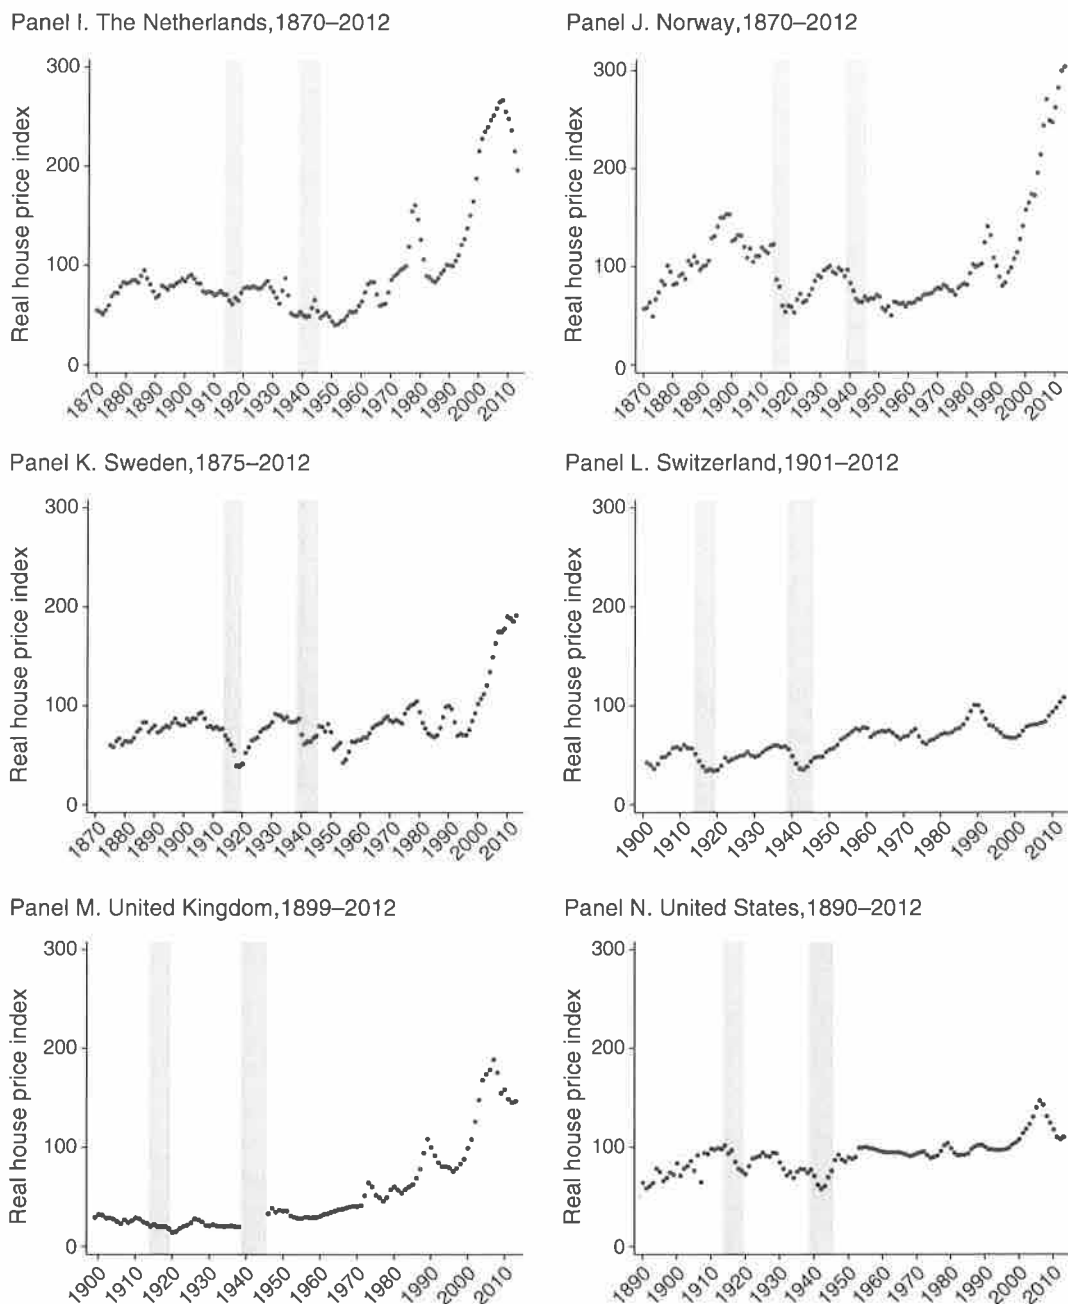 Panel I. The Netherlands,1870–2012
Real house price index
300
200
100
0
1870 1880 1890 1900 1910 1920 1930 1940 1950 1960 1970 1980 1990 2000 2010
Panel J. Norway,1870–2012
Real house price index
300
200
100
0
1870 1880 1890 1900 1910 1920 1930 1940 1950 1960 1970 1980 1990 2000 2010
Panel K. Sweden,1875–2012
Real house price index
300
200
100
0
1870 1880 1890 1900 1910 1920 1930 1940 1950 1960 1970 1980 1990 2000 2010
Panel L. Switzerland,1901–2012
Real house price index
300
200
100
0
1900 1910 1920 1930 1940 1950 1960 1970 1980 1990 2000 2010
Panel M. United Kingdom,1899–2012
Real house price index
300
200
100
0
1900 1910 1920 1930 1940 1950 1960 1970 1980 1990 2000 2010
Panel N. United States,1890–2012
Real house price index
300
200
100
0
1890 1900 1910 1920 1930 1940 1950 1960 1970 1980 1990 2000 2010